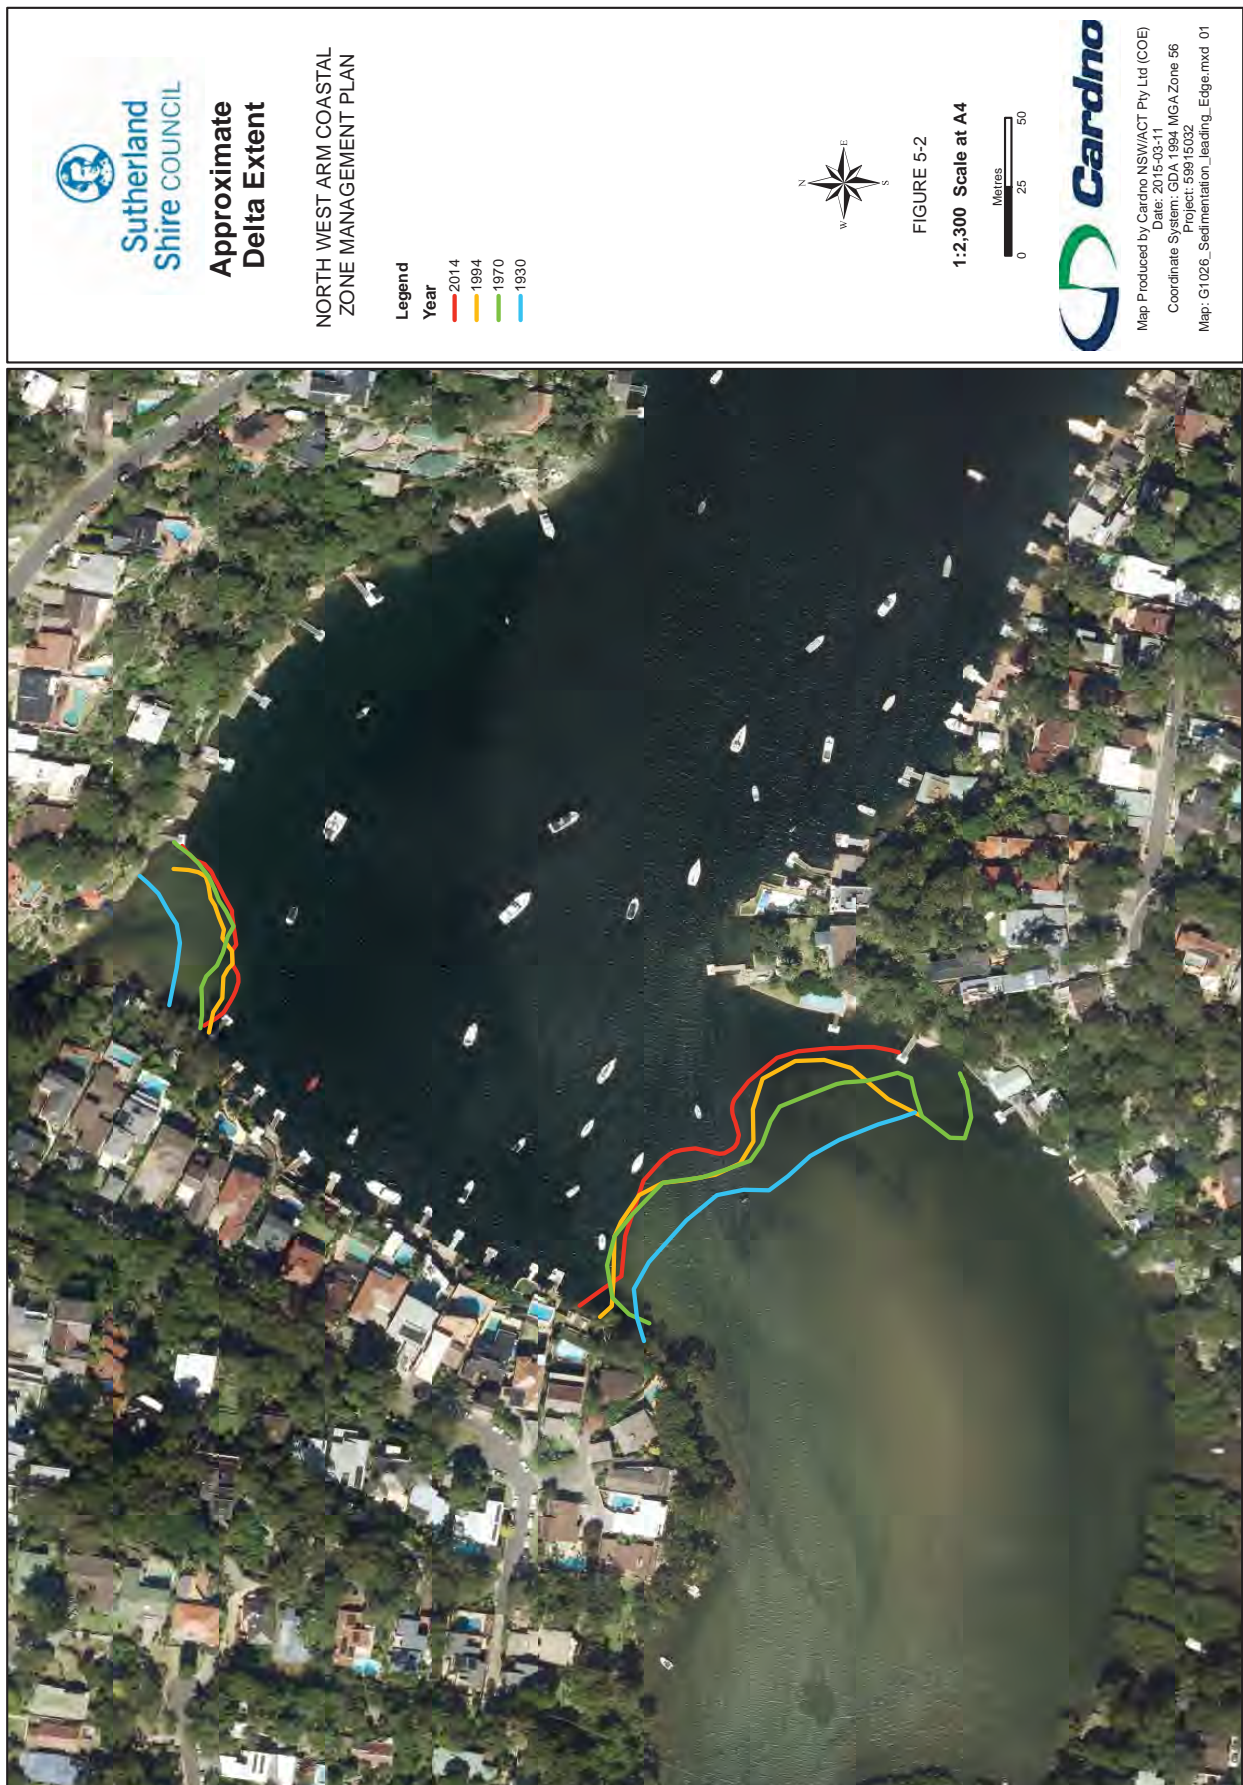 Sutherland
Shire COUNCIL
Approximate
Delta Extent
NORTH WEST ARM COASTAL
ZONE MANAGEMENT PLAN
Legend
Year
2014
1994
1970
1930
N
W
E
S
FIGURE 5-2
1:2,300 Scale at A4
Metres
0 25 50
Cardno
Map Produced by Cardno NSW/ACT Pty Ltd (COE)
Date: 2015-03-11
Coordinate System: GDA 1994 MGA Zone 56
Project: 59915032
Map: G1026_Sedimentation_leading_Edge.mxd 01